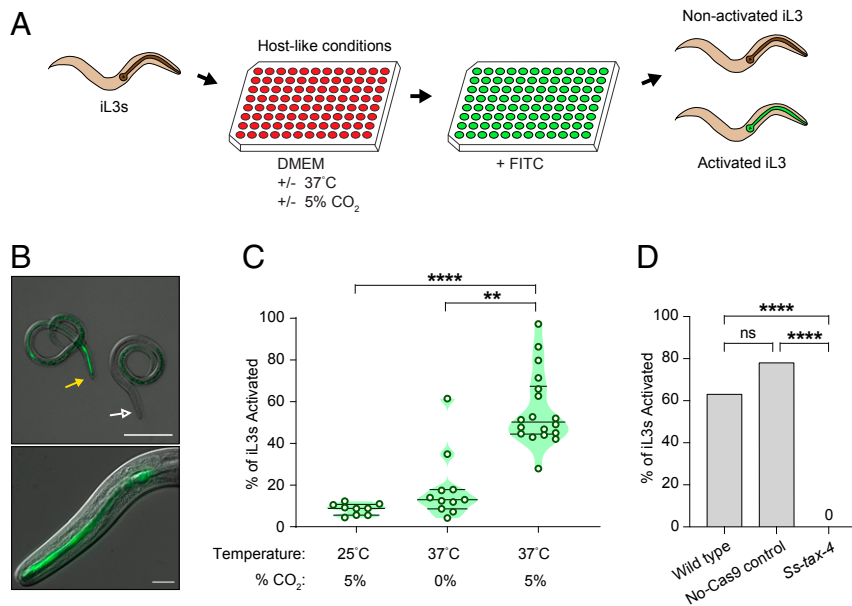 A
iL3s
Host-like conditions
DMEM
+/- 37°C
+/- 5% CO₂
+ FITC
Non-activated iL3
Activated iL3
B
C
% of iL3s Activated
100
80
60
40
20
0
****
**
Temperature: 25°C 37°C 37°C
% CO₂: 5% 0% 5%
D
% of iL3s Activated
100
80
60
40
20
0
****
ns ****
0
Wild type
No-Cas9 control
Ss-tax-4